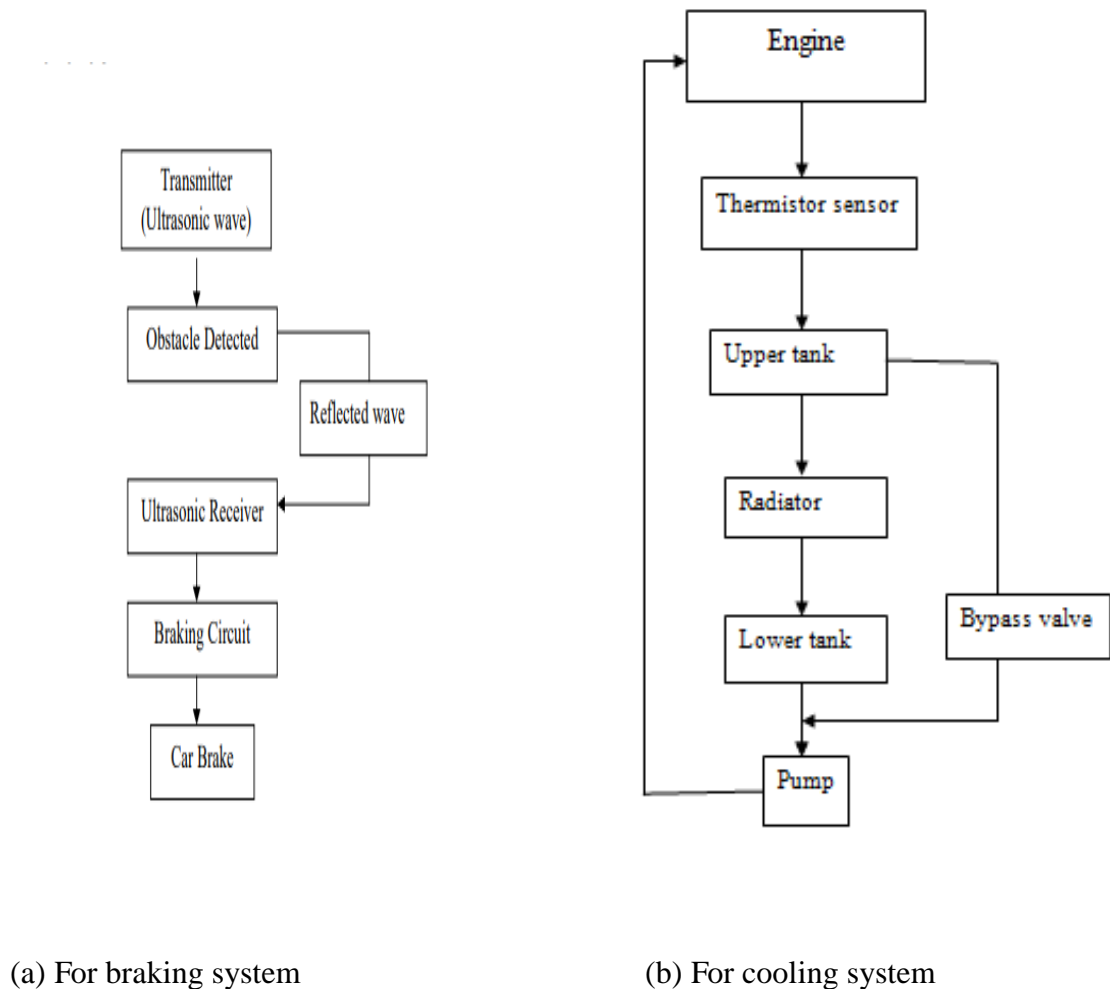 Transmitter
(Ultrasonic wave)
Obstacle Detected
Reflected wave
Ultrasonic Receiver
Braking Circuit
Car Brake
Engine
Thermistor sensor
Upper tank
Radiator
Lower tank
Bypass valve
Pump
(a) For braking system
(b) For cooling system